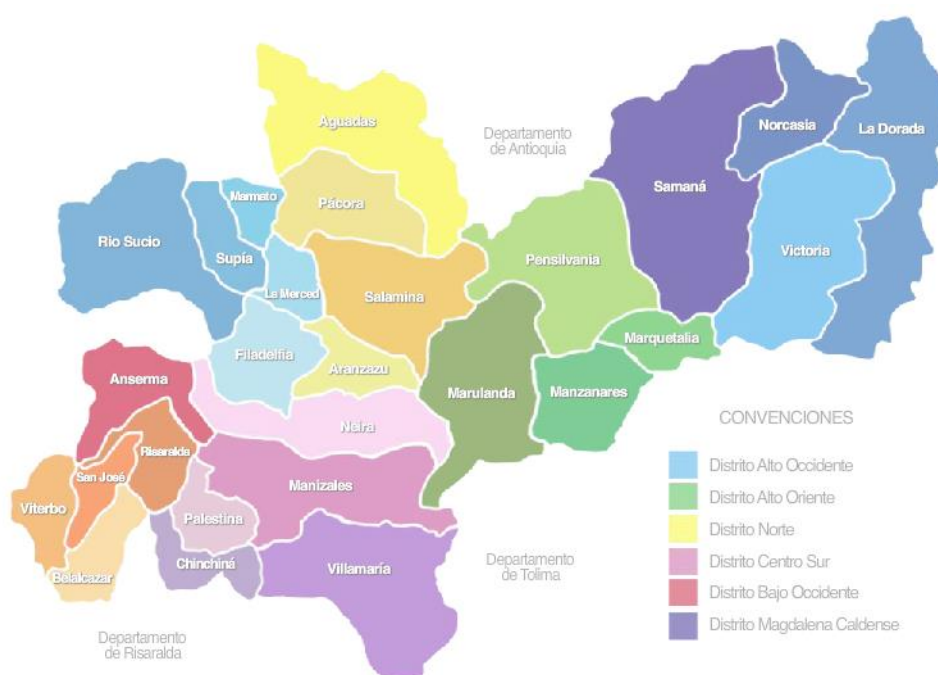 Aguadas
Departamento
de Antioquia
Norcasia
La Dorada
Marmato
Pácora
Samaná
Rio Sucio
Supía
Pensilvania
Victoria
La Merced
Salamina
Filadelfia
Aranzazu
Marquetalia
Anserma
Marulanda
Manzanares
Neira
CONVENCIONES
Risaralda
San José
Manizales
Distrito Alto Occidente
Viterbo
Palestina
Distrito Alto Oriente
Distrito Norte
Belalcazar
Chinchiná
Villamaría
Departamento
de Tolima
Distrito Centro Sur
Distrito Bajo Occidente
Distrito Magdalena Caldense
Departamento
de Risaralda